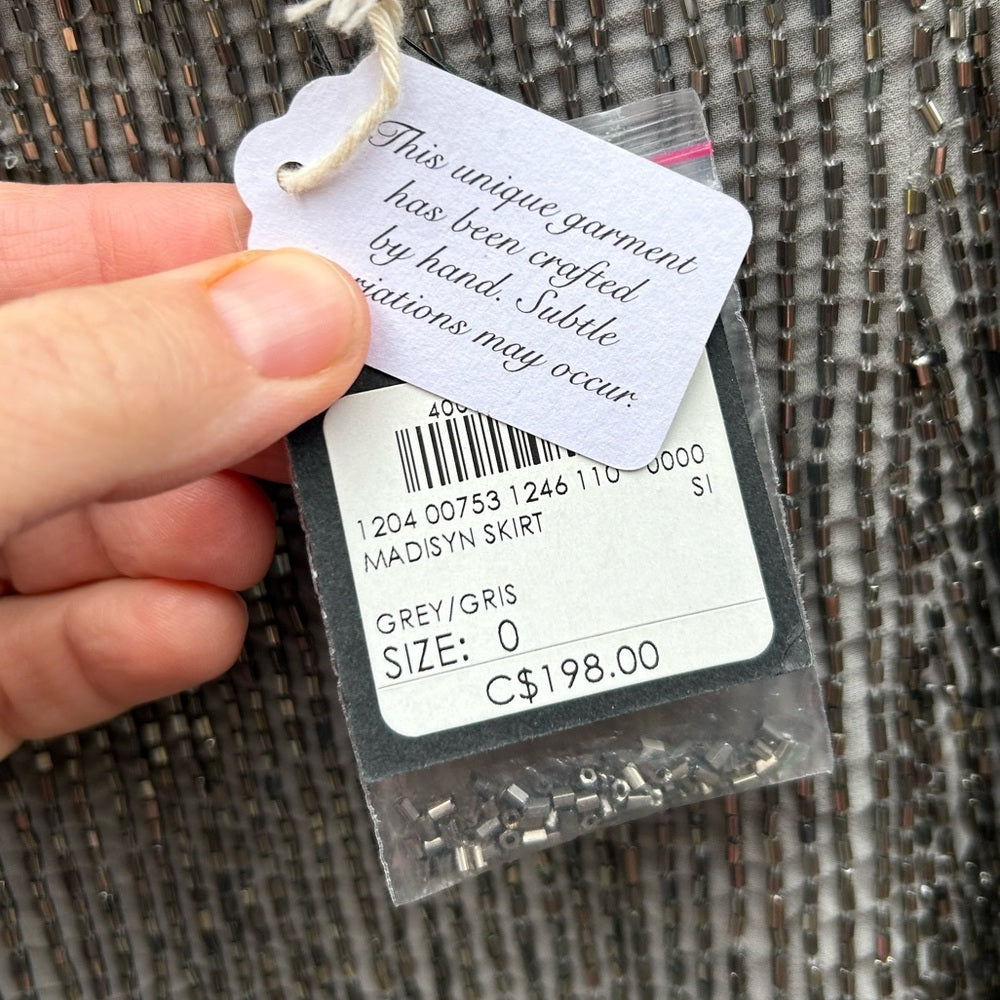 This unique garment
has been crafted
by hand. Subtle
may occur.
1204 00753 1246 110 0000
SI
MADISYN SKIRT
GREY/GRIS
SIZE: 0
C$198.00